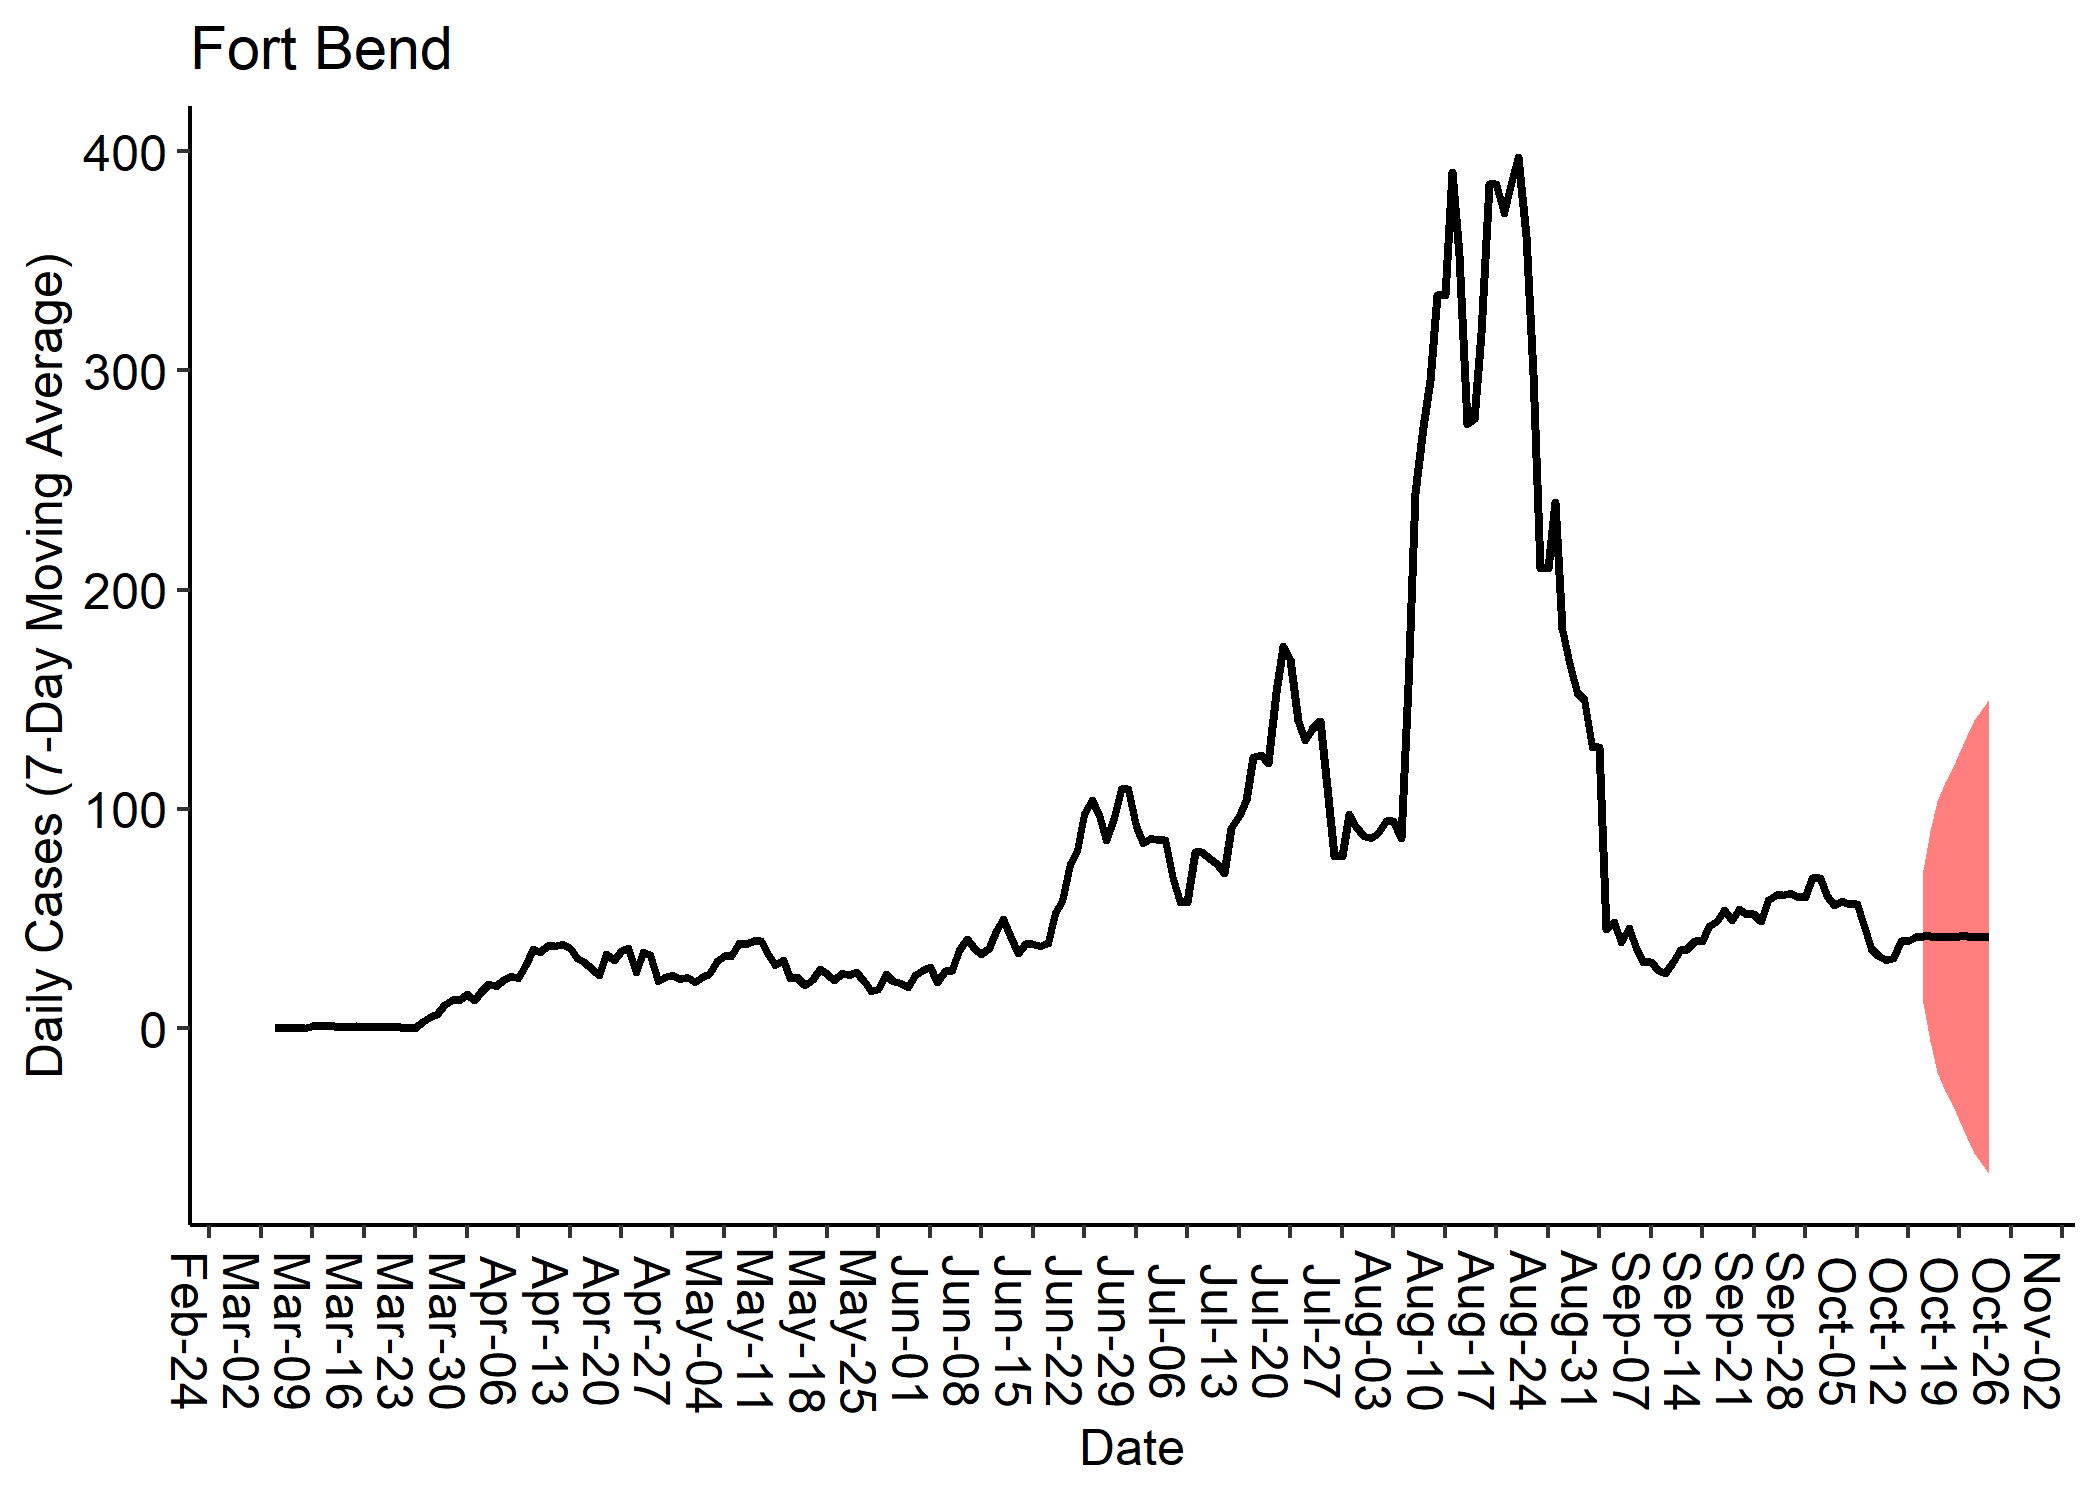 Fort Bend
Daily Cases (7-Day Moving Average)
400
300
200
100
0
Feb-24
Mar-02
Mar-09
Mar-16
Mar-23
Mar-30
Apr-06
Apr-13
Apr-20
Apr-27
May-04
May-11
May-18
May-25
Jun-01
Jun-08
Jun-15
Jun-22
Jun-29
Jul-06
Jul-13
Jul-20
Jul-27
Aug-03
Aug-10
Aug-17
Aug-24
Aug-31
Sep-07
Sep-14
Sep-21
Sep-28
Oct-05
Oct-12
Oct-19
Oct-26
Nov-02
Date